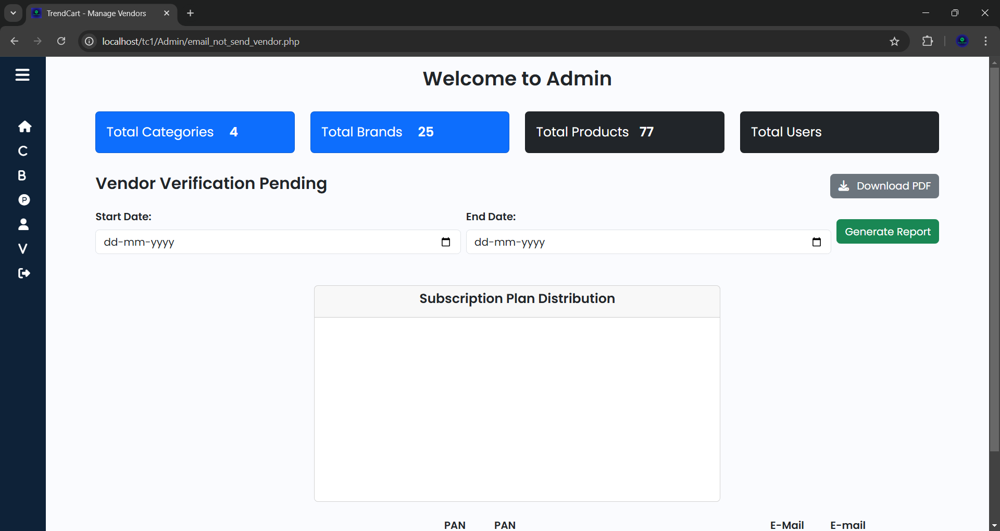 TrendCart - Manage Vendors
localhost/tc1/Admin/email_not_send_vendor.php
Welcome to Admin
Total Categories 4
Total Brands 25
Total Products 77
Total Users
C
B
P
V
Vendor Verification Pending
Download PDF
Start Date:
End Date:
dd-mm-yyyy
dd-mm-yyyy
Generate Report
Subscription Plan Distribution
PAN PAN E-Mail E-mail